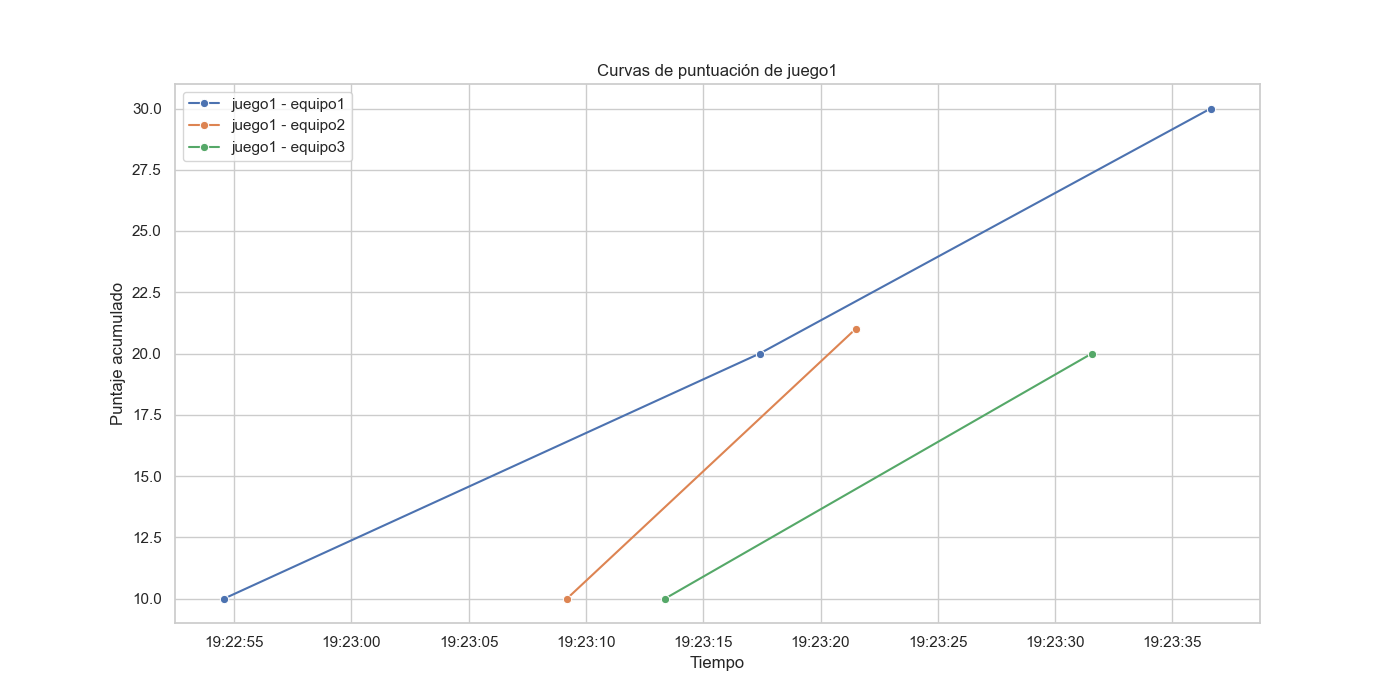 Curvas de puntuación de juego1
juego1 - equipo1
juego1 - equipo2
juego1 - equipo3
Puntaje acumulado
30.0
27.5
25.0
22.5
20.0
17.5
15.0
12.5
10.0
19:22:55 19:23:00 19:23:05 19:23:10 19:23:15 19:23:20 19:23:25 19:23:30 19:23:35
Tiempo